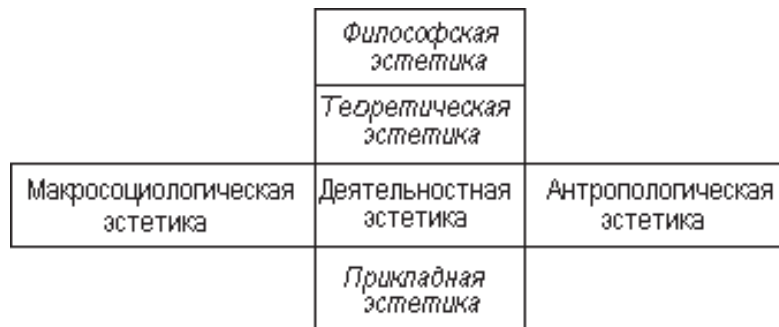 Философская
эстетика
Теоретическая
эстетика
Макросоциологическая
эстетика
Деятельностная
эстетика
Антропологическая
эстетика
Прикладная
эстетика